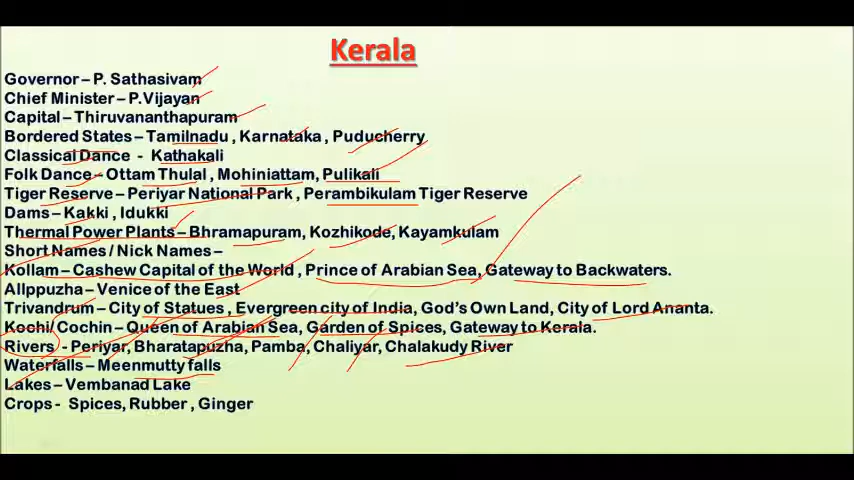 Kerala
Governor – P. Sathasivam
Chief Minister – P.Vijayan
Capital – Thiruvananthapuram
Bordered States – Tamilnadu , Karnataka , Puducherry
Classical Dance - Kathakali
Folk Dance – Ottam Thulal , Mohiniattam, Pulikali
Tiger Reserve – Periyar National Park , Perambikulam Tiger Reserve
Dams – Kakki , Idukki
Thermal Power Plants – Bhramapuram, Kozhikode, Kayamkulam
Short Names / Nick Names –
Kollam – Cashew Capital of the World , Prince of Arabian Sea, Gateway to Backwaters.
Allppuzha – Venice of the East
Trivandrum – City of Statues , Evergreen city of India, God's Own Land, City of Lord Ananta.
Kochi/ Cochin – Queen of Arabian Sea, Garden of Spices, Gateway to Kerala.
Rivers - Periyar, Bharatapuzha, Pamba, Chaliyar, Chalakudy River
Waterfalls – Meenmutty falls
Lakes – Vembanad Lake
Crops - Spices, Rubber , Ginger